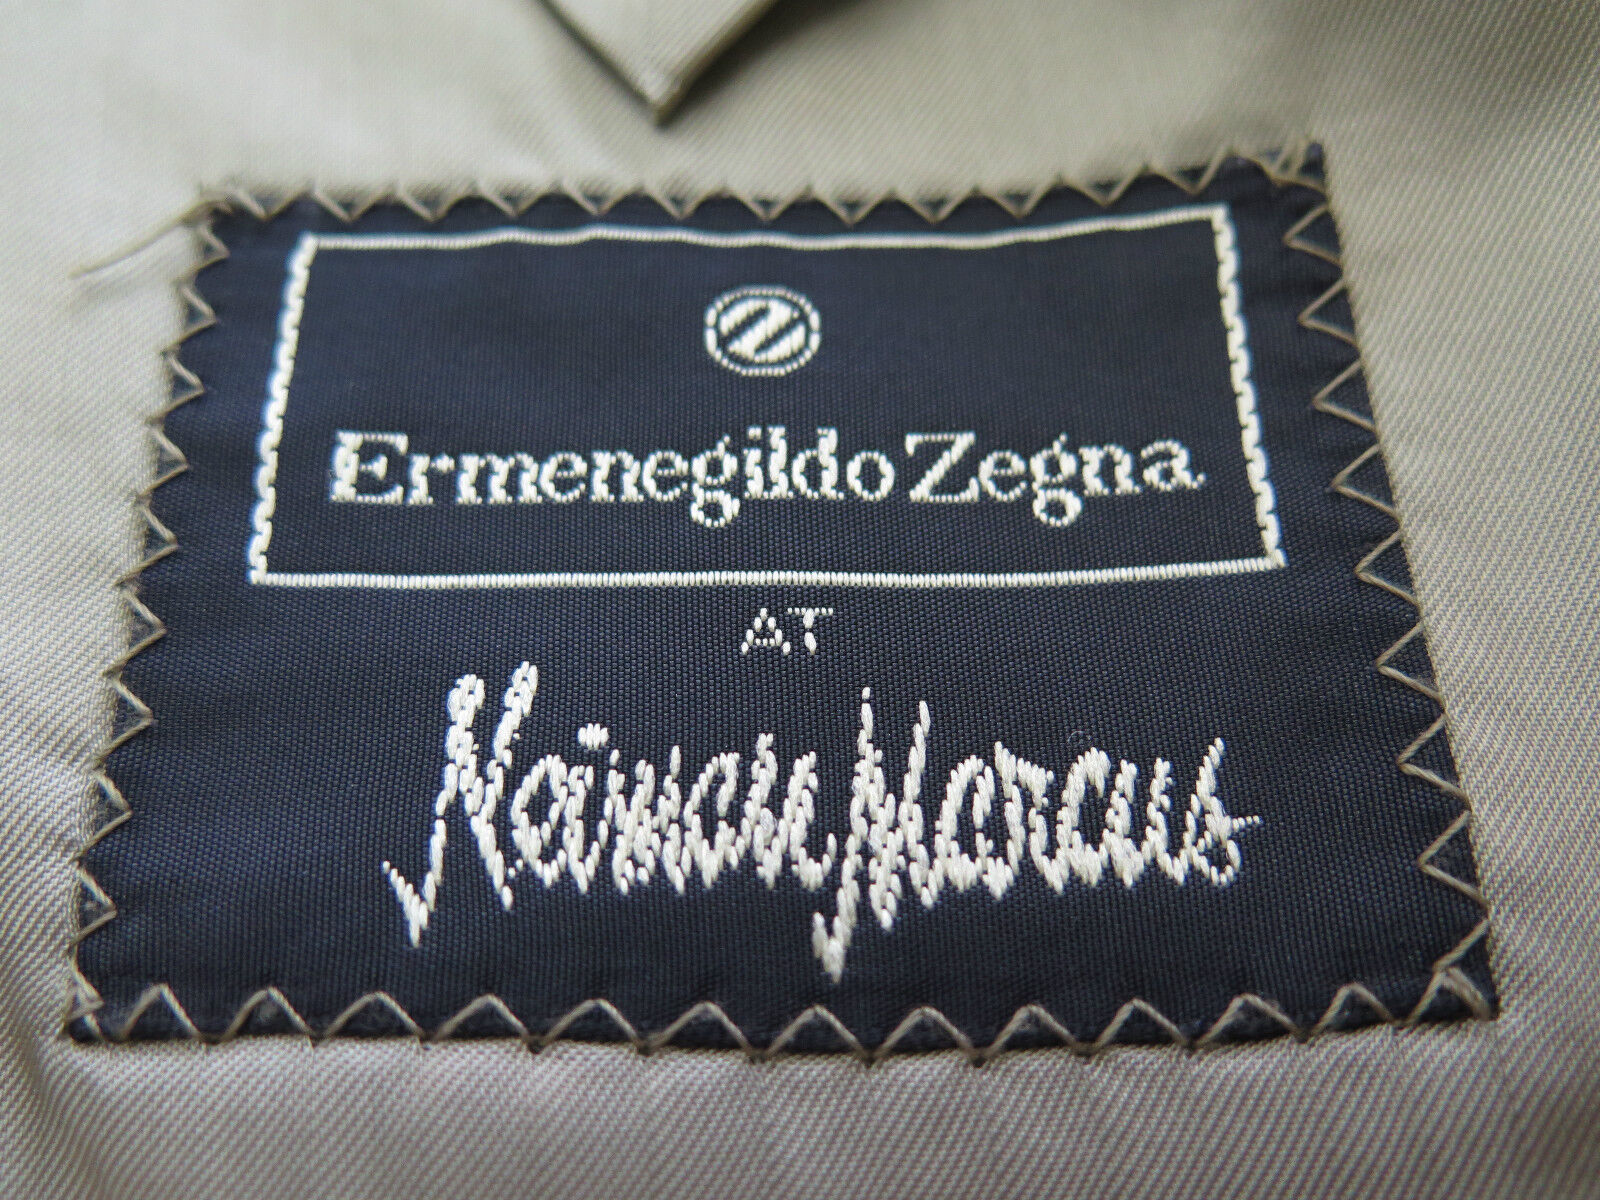 Z
Ermenegildo Zegna
AT
Neiman Marcus